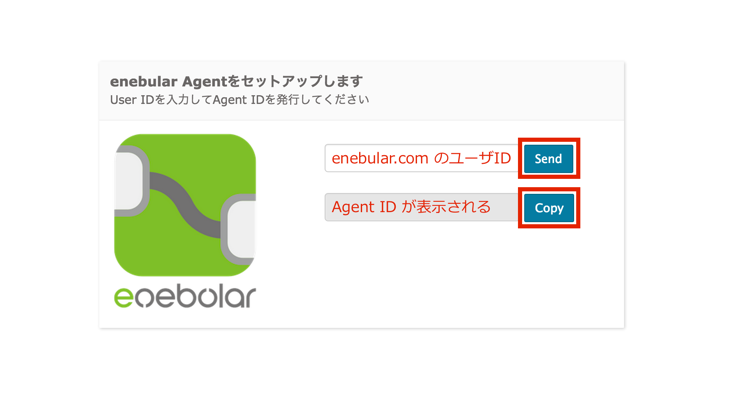 enebular Agentをセットアップします
User IDを入力してAgent IDを発行してください
enebular.com のユーザID
Send
Agent ID が表示される
Copy
enebular